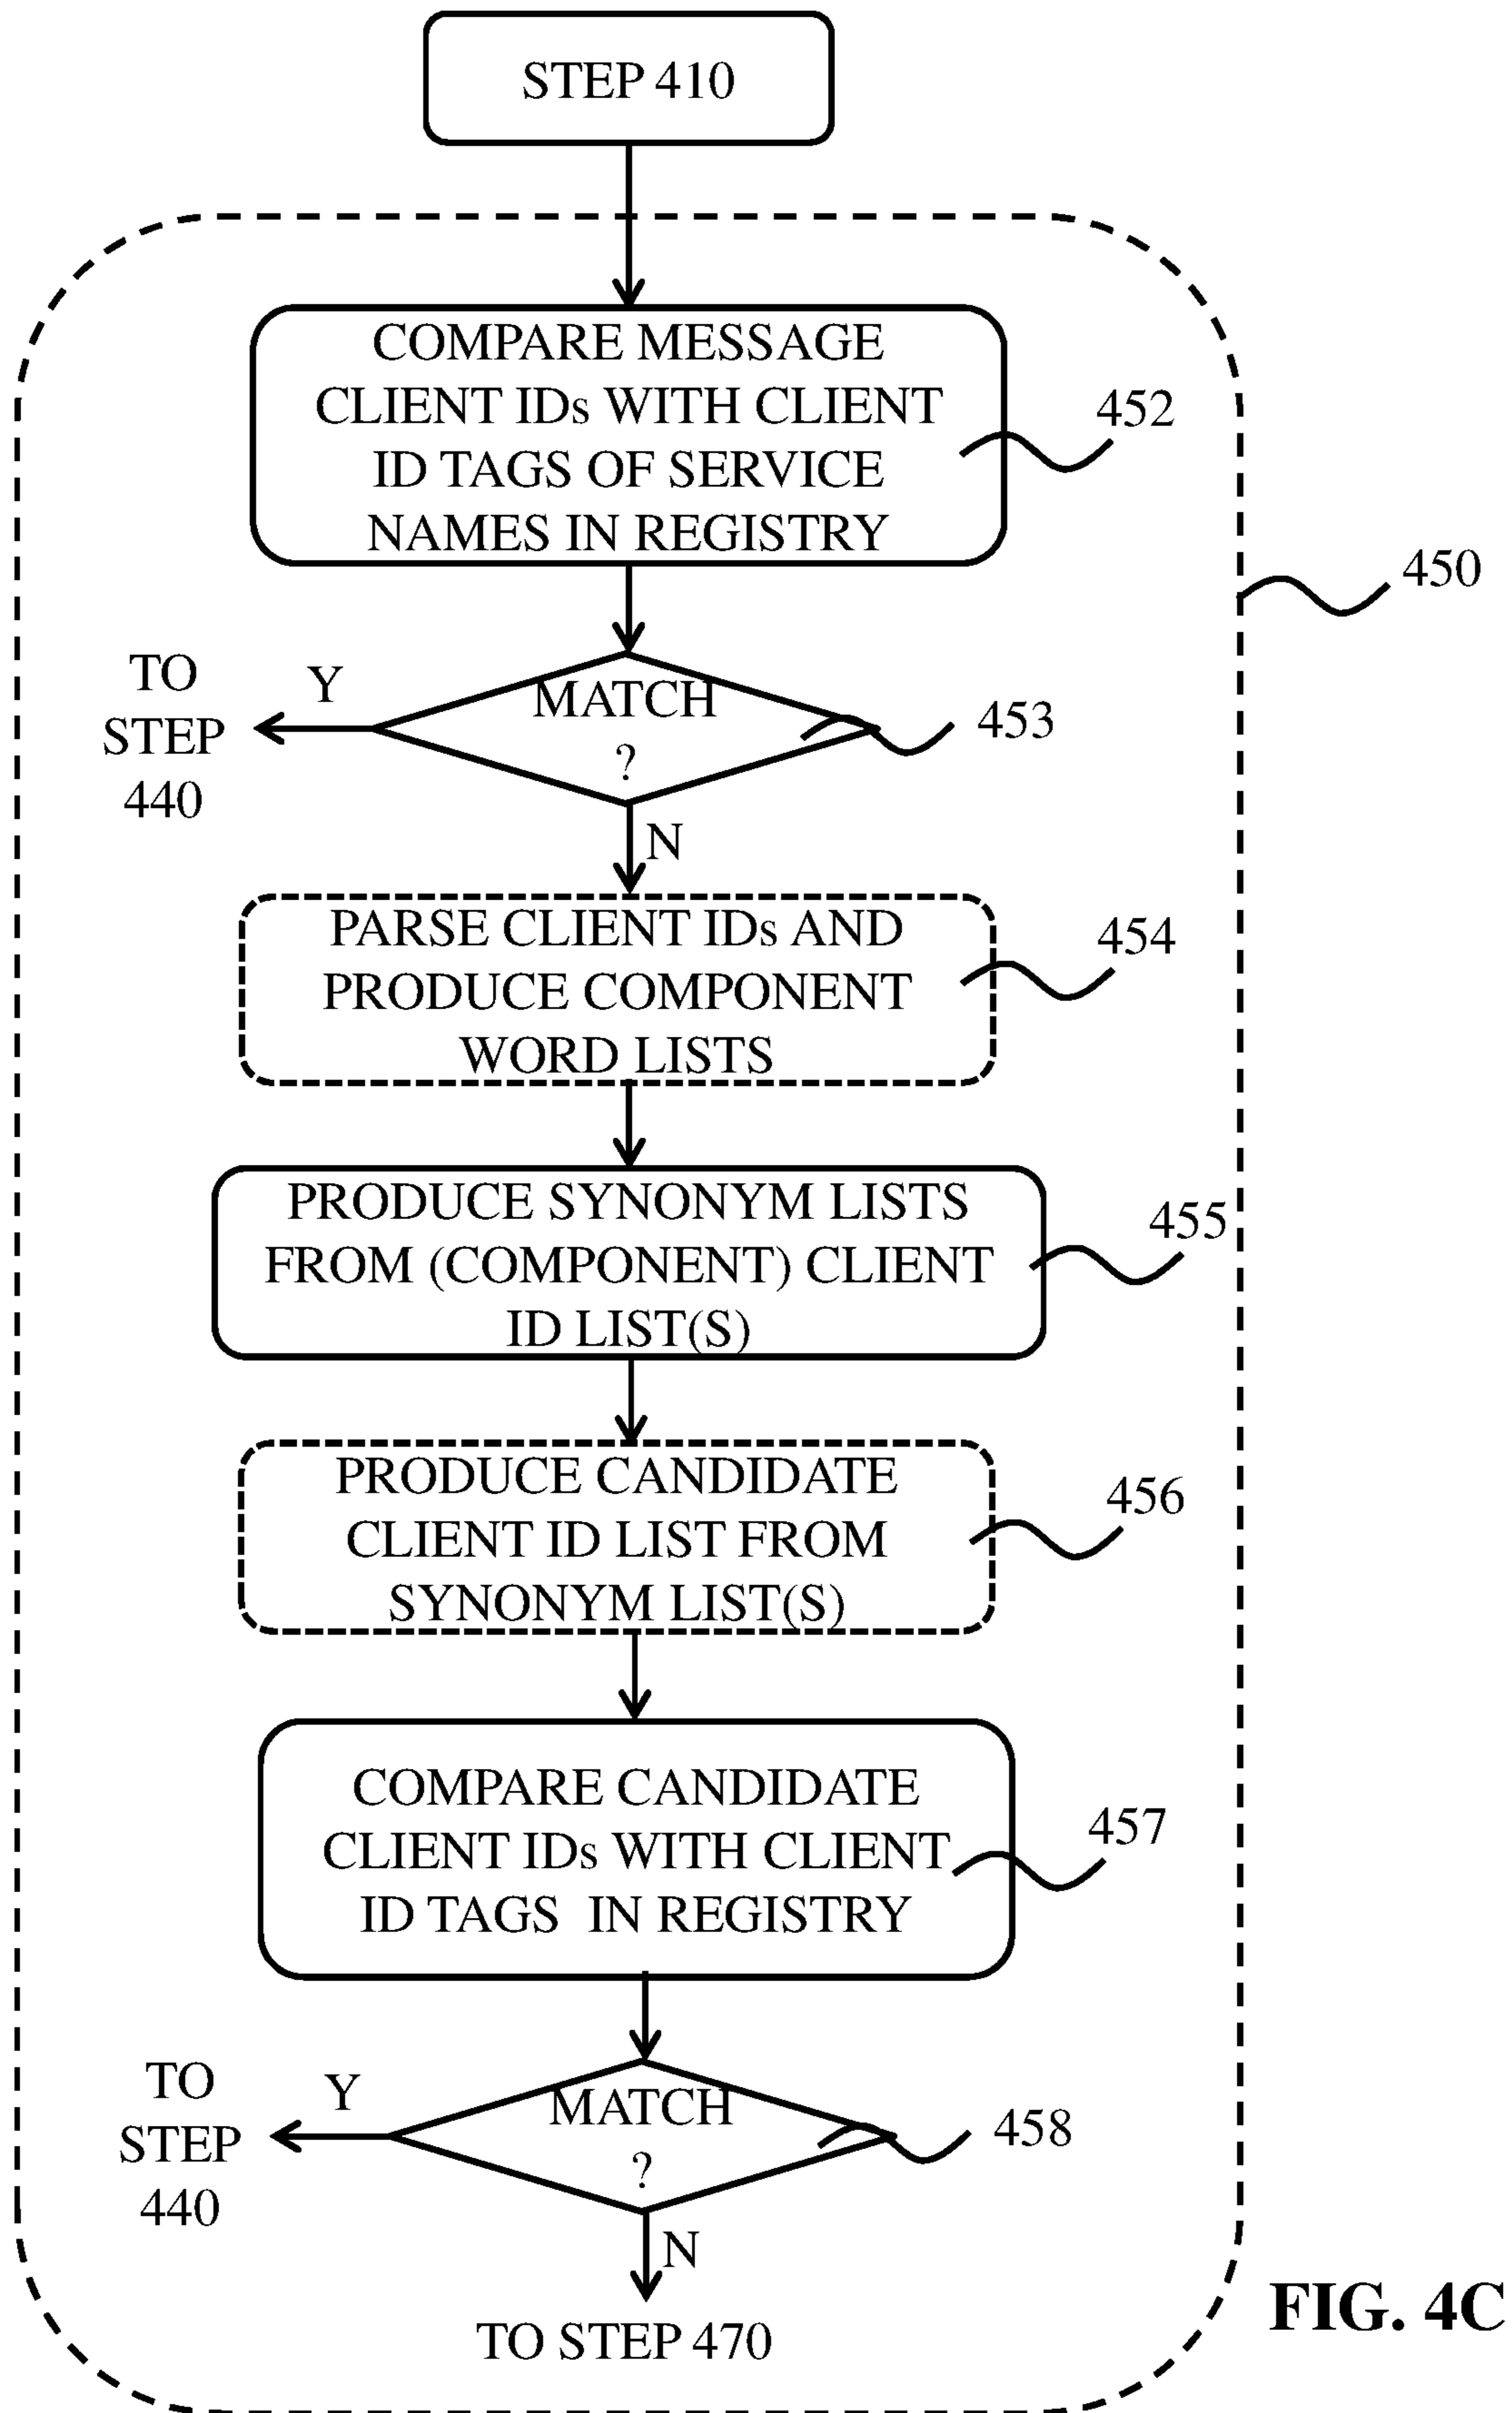 STEP 410
COMPARE MESSAGE
CLIENT IDs WITH CLIENT
ID TAGS OF SERVICE
NAMES IN REGISTRY
452
450
TO
STEP
440
Y
MATCH
?
453
N
PARSE CLIENT IDs AND
PRODUCE COMPONENT
WORD LISTS
454
PRODUCE SYNONYM LISTS
FROM (COMPONENT) CLIENT
ID LIST(S)
455
PRODUCE CANDIDATE
CLIENT ID LIST FROM
SYNONYM LIST(S)
456
COMPARE CANDIDATE
CLIENT IDs WITH CLIENT
ID TAGS IN REGISTRY
457
TO
STEP
440
Y
MATCH
?
458
N
TO STEP 470
FIG. 4C